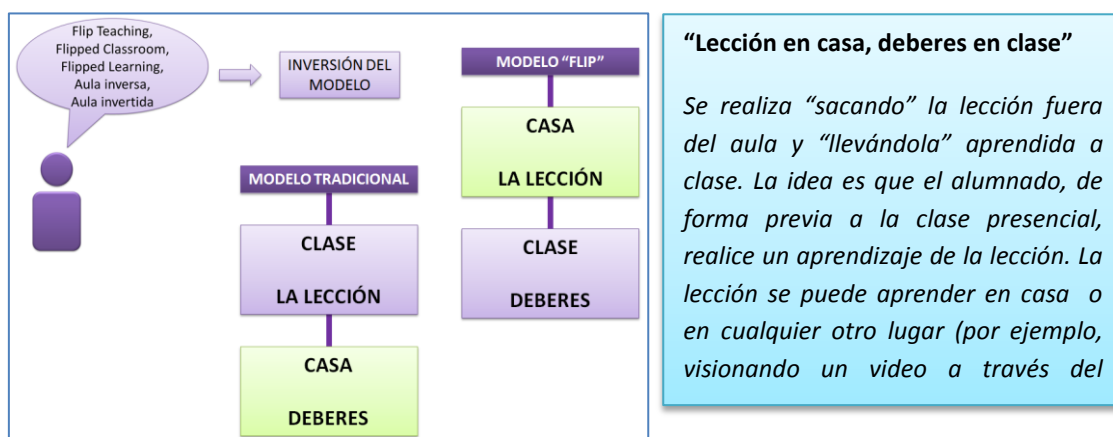 Flip Teaching,
Flipped Classroom,
Flipped Learning,
Aula inversa,
Aula invertida
INVERSIÓN DEL
MODELO
MODELO TRADICIONAL
CLASE
LA LECCIÓN
CASA
DEBERES
MODELO “FLIP”
CASA
LA LECCIÓN
CLASE
DEBERES
“Lección en casa, deberes en clase”
Se realiza “sacando” la lección fuera
del aula y “llevándola” aprendida a
clase. La idea es que el alumnado, de
forma previa a la clase presencial,
realice un aprendizaje de la lección. La
lección se puede aprender en casa o
en cualquier otro lugar (por ejemplo,
visionando un video a través del